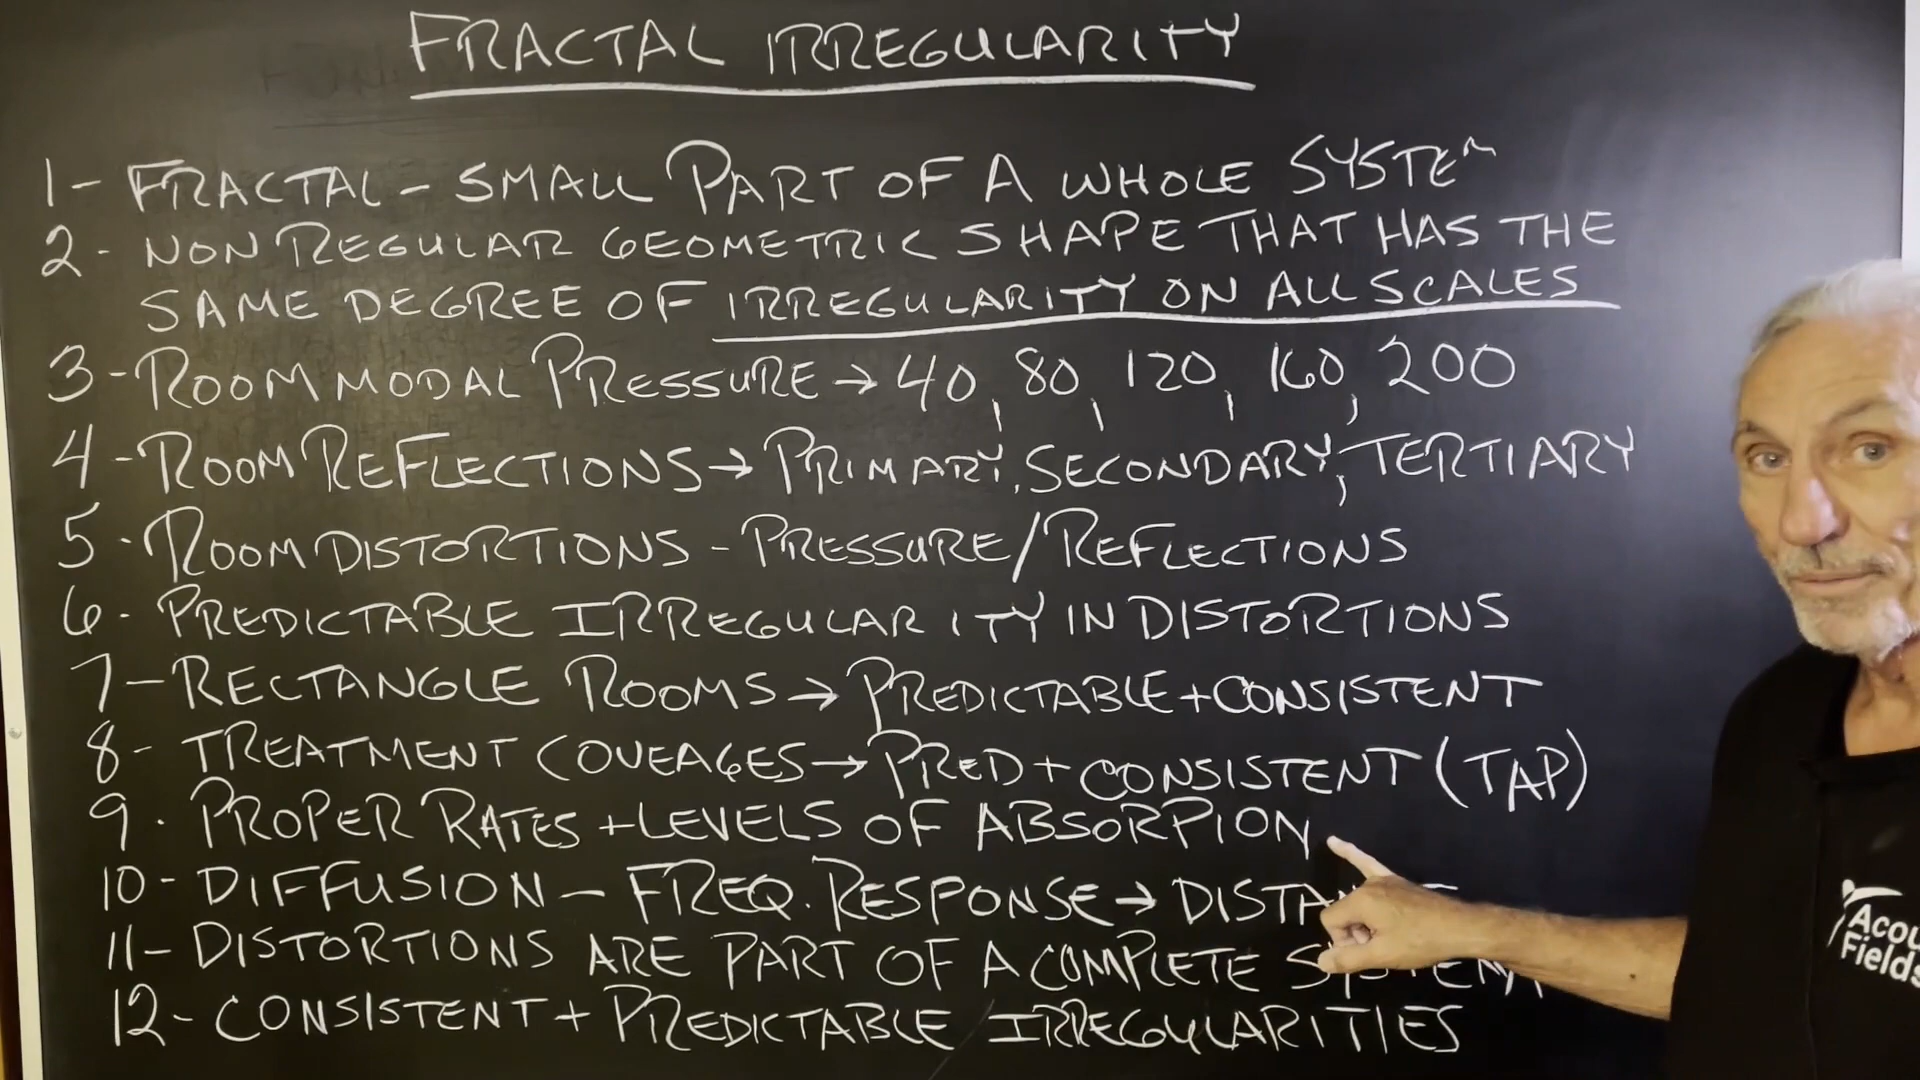 FRACTAL IRREGULARITY
1- FRACTAL - SMALL PART OF A WHOLE SYSTEM
2- NON REGULAR GEOMETRIC SHAPE THAT HAS THE
SAME DEGREE OF IRREGULARITY ON ALL SCALES
3- ROOM MODAL PRESSURE → 40, 80, 120, 160, 200
4- ROOM REFLECTIONS → PRIMARY, SECONDARY, TERTIARY
5- ROOM DISTORTIONS - PRESSURE/REFLECTIONS
6- PREDICTABLE IRREGULARITY IN DISTORTIONS
7- RECTANGLE ROOMS → PREDICTABLE + CONSISTENT
8- TREATMENT COVEAGES → PRED + CONSISTENT (TAP)
9- PROPER RATES + LEVELS OF ABSORPION
10- DIFFUSION - FREQ. RESPONSE →
11- DISTORTIONS ARE PART OF A COMPLETE SYSTEM
12- CONSISTENT + PREDICTABLE IRREGULARITIES
Acou
Fields